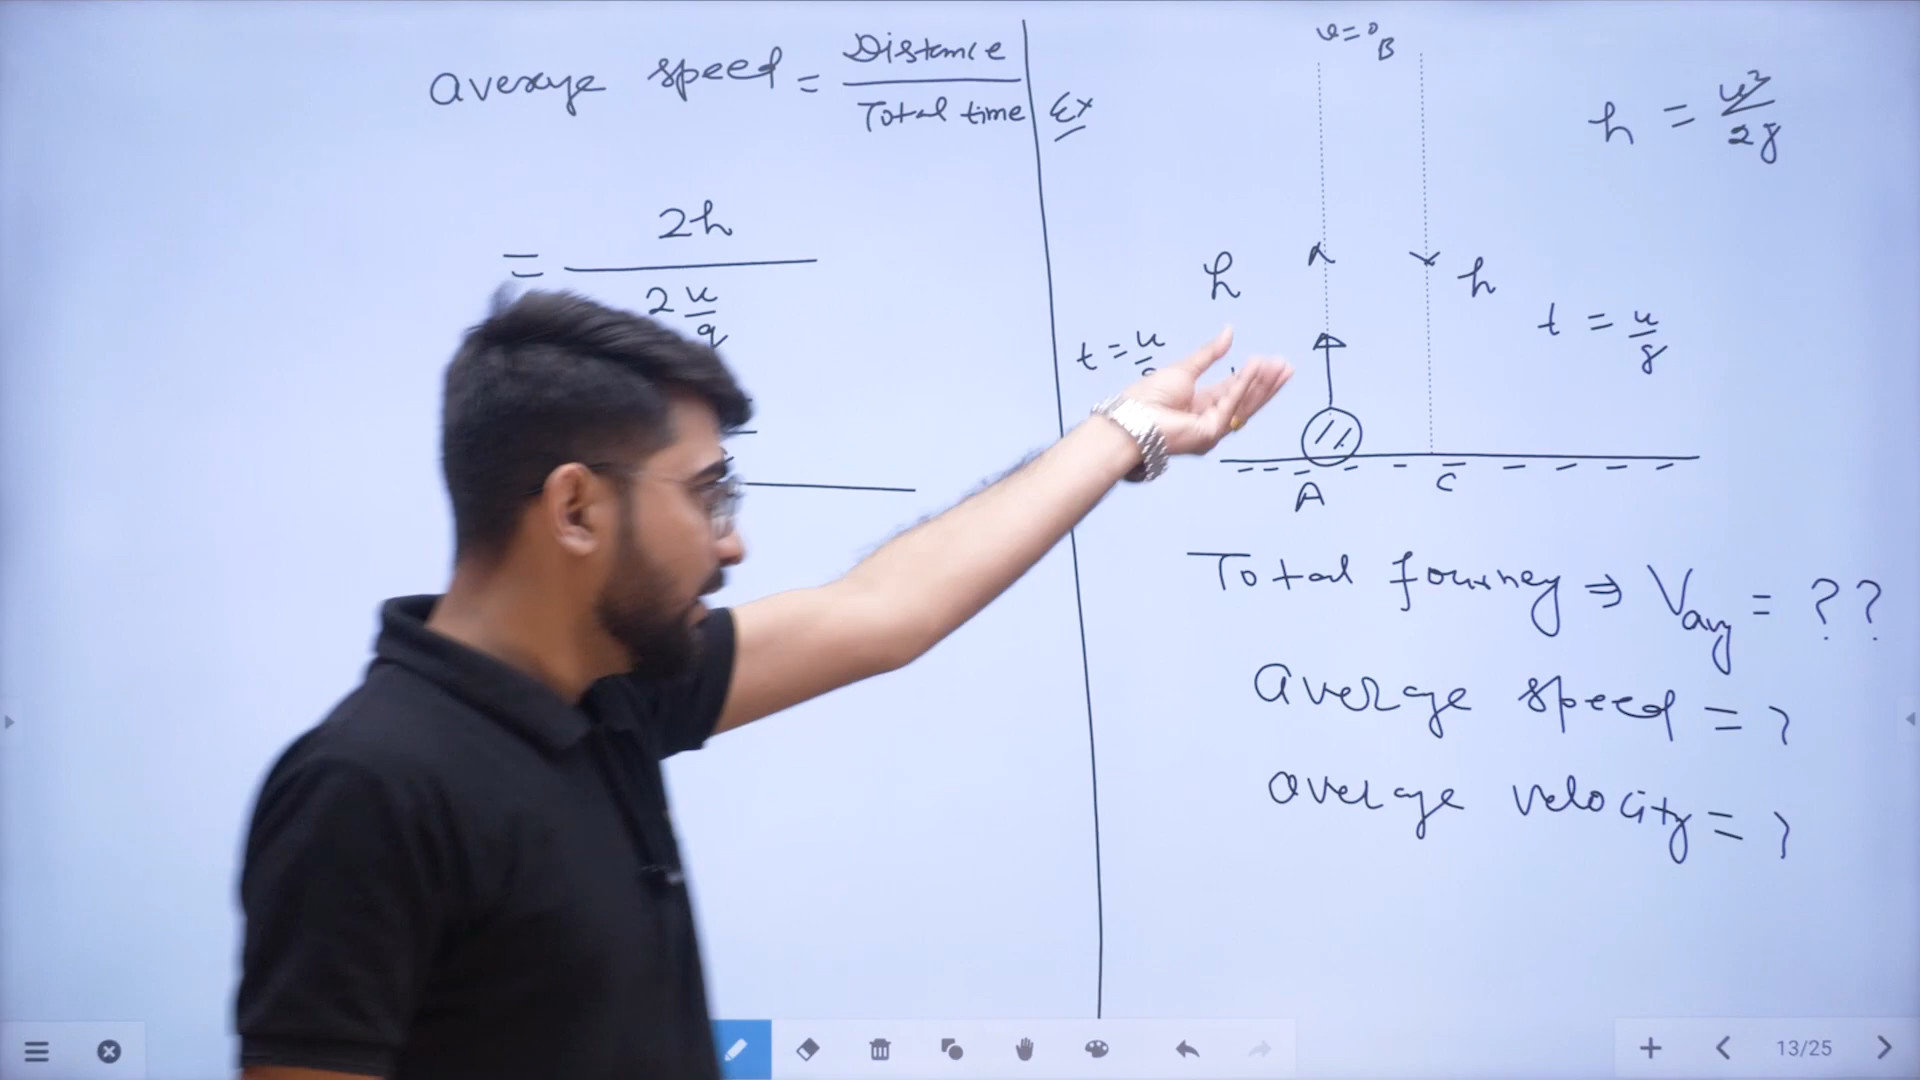 average speed = Distance / Total time
= 2h / 2 u/g
Ex
v=0
B
h = u²/2g
h
h
t = u
t = u/g
A
C
Total Journey ⇒ Vavg = ??
average speed = ?
average velocity = ?
13/25